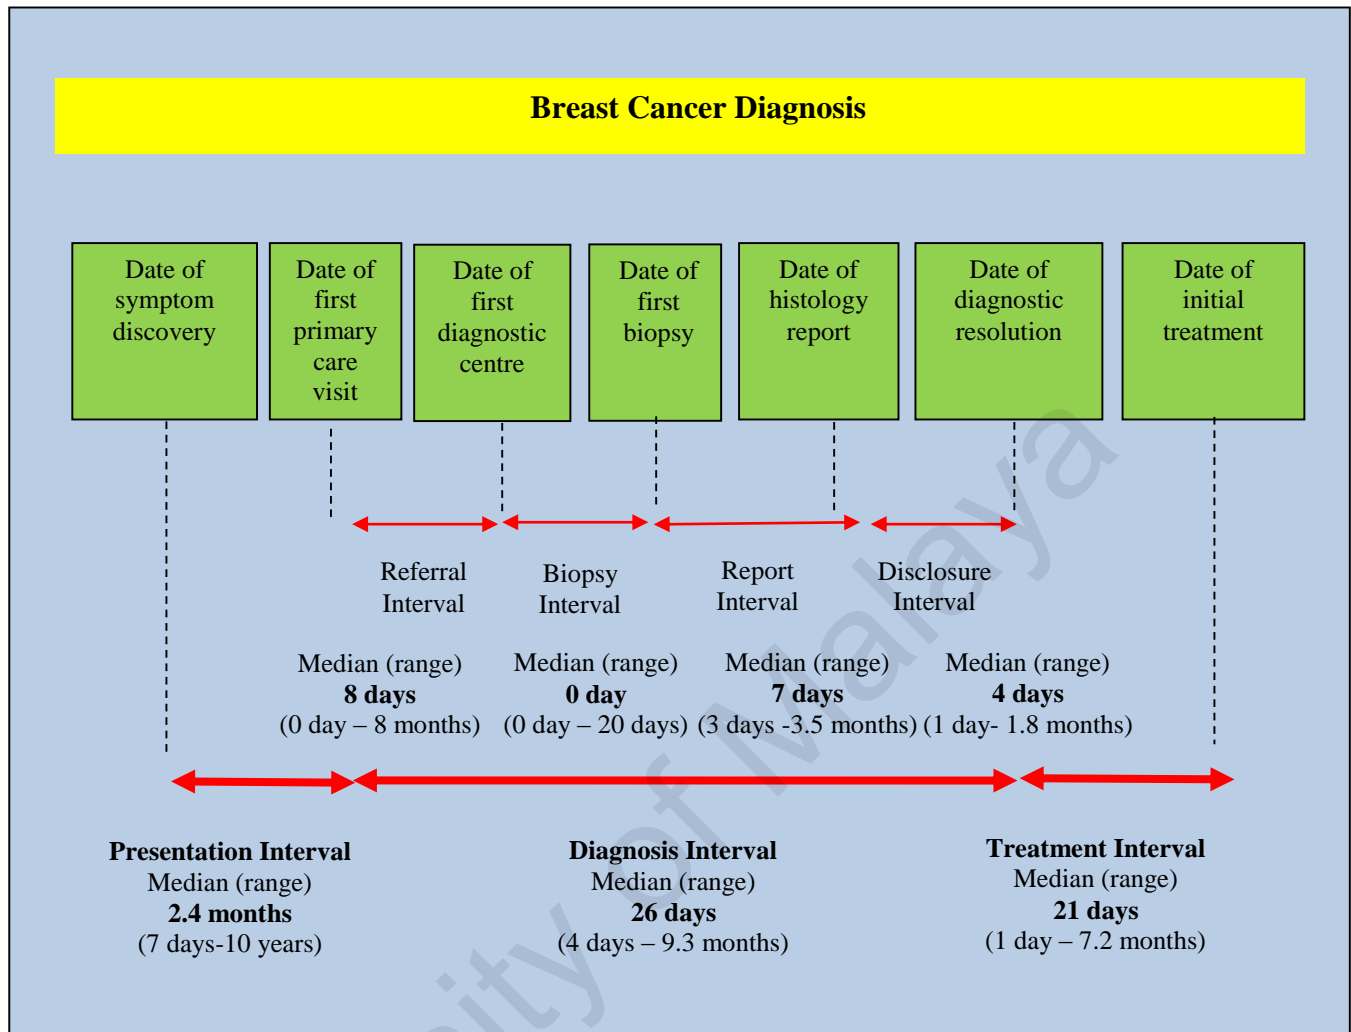 Breast Cancer Diagnosis
Date of
symptom
discovery
Date of
first
primary
care
visit
Date of
first
diagnostic
centre
Date of
first
biopsy
Date of
histology
report
Date of
diagnostic
resolution
Date of
initial
treatment
Referral
Interval
Biopsy
Interval
Report
Interval
Disclosure
Interval
Median (range)
8 days
(0 day – 8 months)
Median (range)
0 day
(0 day – 20 days)
Median (range)
7 days
(3 days -3.5 months)
Median (range)
4 days
(1 day- 1.8 months)
Presentation Interval
Median (range)
2.4 months
(7 days-10 years)
Diagnosis Interval
Median (range)
26 days
(4 days – 9.3 months)
Treatment Interval
Median (range)
21 days
(1 day – 7.2 months)
ity of Malaya